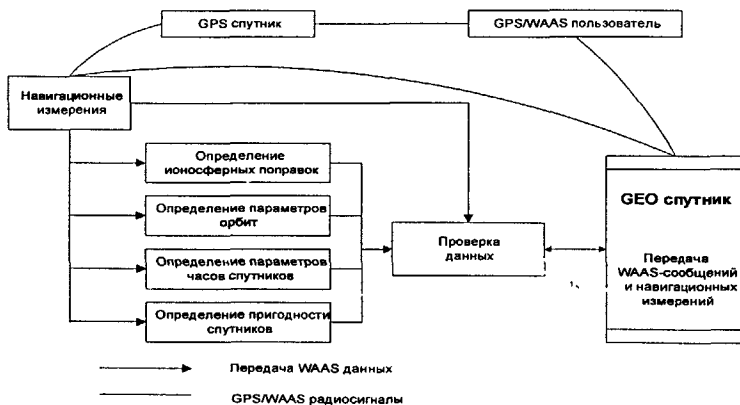 GPS спутник
GPS/WAAS пользователь
Навигационные
измерения
Определение
ионосферных поправок
Определение параметров
орбит
Определение параметров
часов спутников
Определение пригодности
спутников
Проверка
данных
GEO спутник
Передача
WAAS-сообщений
и навигационных
измерений
Передача WAAS данных
GPS/WAAS радиосигналы